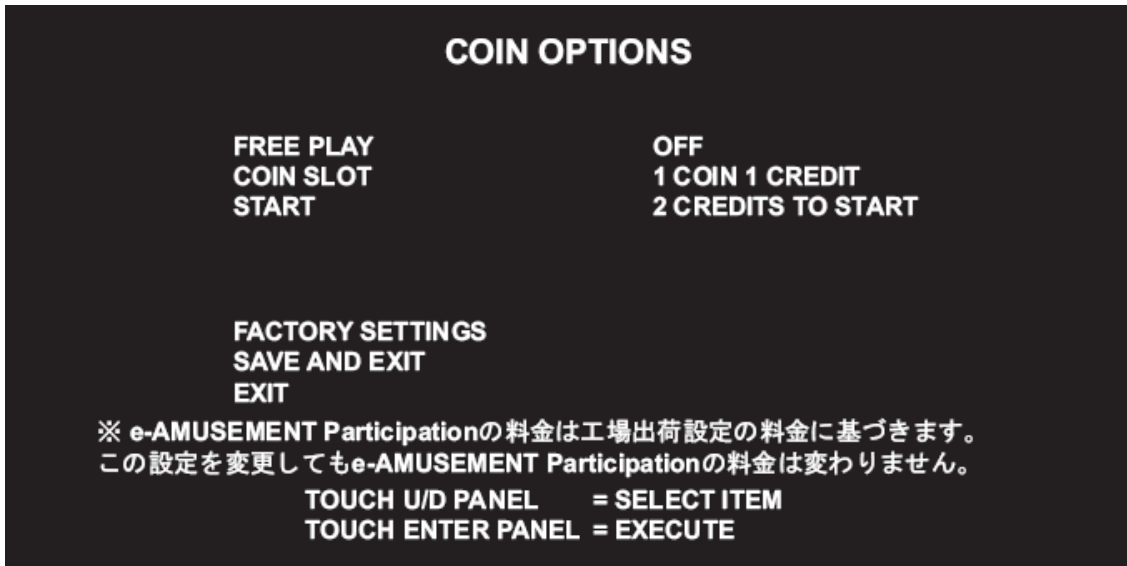 COIN OPTIONS
FREE PLAY OFF
COIN SLOT 1 COIN 1 CREDIT
START 2 CREDITS TO START
FACTORY SETTINGS
SAVE AND EXIT
EXIT
※ e-AMUSEMENT Participationの料金は工場出荷設定の料金に基づきます。
この設定を変更してもe-AMUSEMENT Participationの料金は変わりません。
TOUCH U/D PANEL = SELECT ITEM
TOUCH ENTER PANEL = EXECUTE